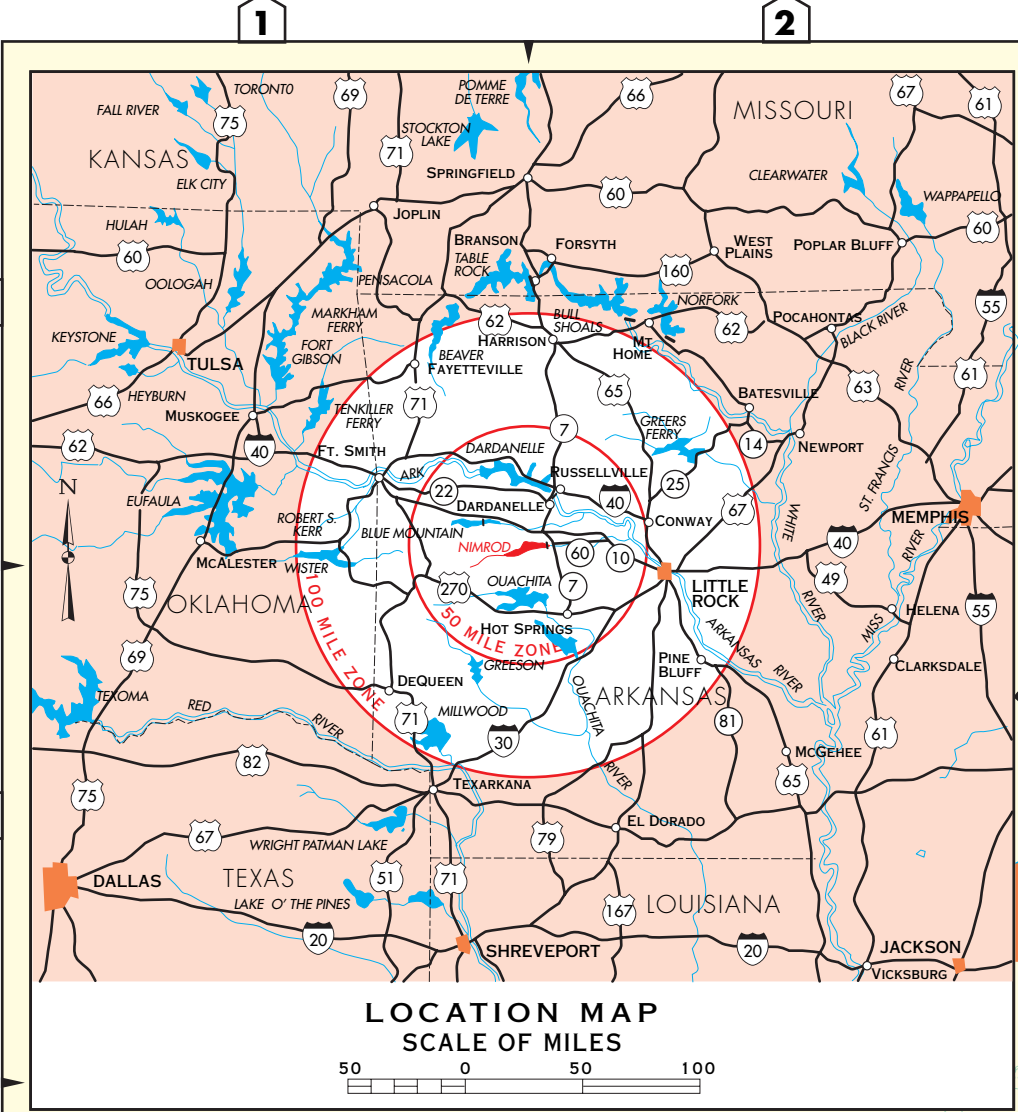 1
2
TORONTO
FALL RIVER
75
69
71
POMME
DE TERRE
STOCKTON
LAKE
66
MISSOURI
67
61
KANSAS
ELK CITY
SPRINGFIELD
60
CLEARWATER
WAPPAPELLO
60
HULAH
60
JOPLIN
BRANSON
TABLE
ROCK
FORSYTH
WEST
PLAINS
POPLAR BLUFF
160
OOLOGAH
PENSACOLA
NORFORK
55
KEYSTONE
MARKHAM
FERRY
62
BULL
SHOALS
62
POCAHONTAS
BLACK RIVER
TULSA
FORT
GIBSON
HARRISON
MT
HOME
BEAVER
FAYETTEVILLE
66
HEYBURN
65
63
RIVER
61
MUSKOGEE
TENKILLER
FERRY
71
BATESVILLE
62
40
7
GREERS
FERRY
14
NEWPORT
FT. SMITH
DARDANELLE
ST. FRANCIS
N
ARK
RUSSELLVILLE
EUFAULA
22
40
25
DARDANELLE
67
MEMPHIS
ROBERT S.
KERR
BLUE MOUNTAIN
CONWAY
WHITE
RIVER
MCALESTER
WISTER
NIMROD
60
10
40
75
OKLAHOMA
270
OUACHITA
7
LITTLE
ROCK
49
RIVER
MISS
HELENA
55
100 MILE ZONE
50 MILE ZONE
HOT SPRINGS
ARKANSAS
RIVER
69
GREESON
PINE
BLUFF
CLARKSDALE
TEXOMA
DEQUEEN
ARKANSAS
RED
RIVER
71
MILLWOOD
OUACHITA
RIVER
30
81
61
82
MCGEHEE
75
TEXARKANA
65
67
WRIGHT PATMAN LAKE
79
EL DORADO
DALLAS
TEXAS
51
71
LAKE O' THE PINES
167
LOUISIANA
20
SHREVEPORT
20
JACKSON
VICKSBURG
LOCATION MAP
SCALE OF MILES
50
0
50
100